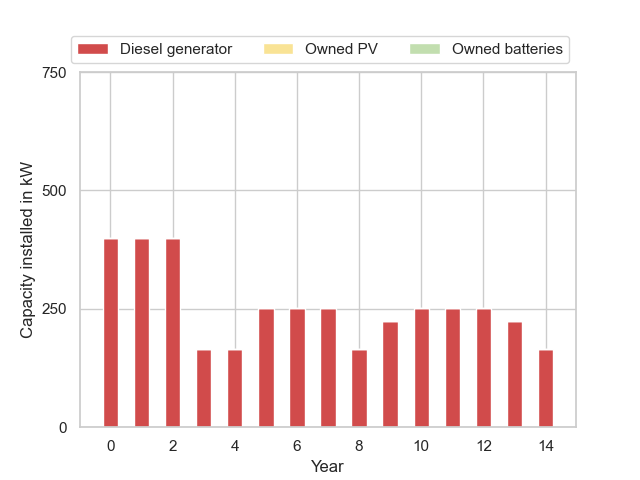 Diesel generator Owned PV Owned batteries
750
500
250
0
Capacity installed in kW
0 2 4 6 8 10 12 14
Year